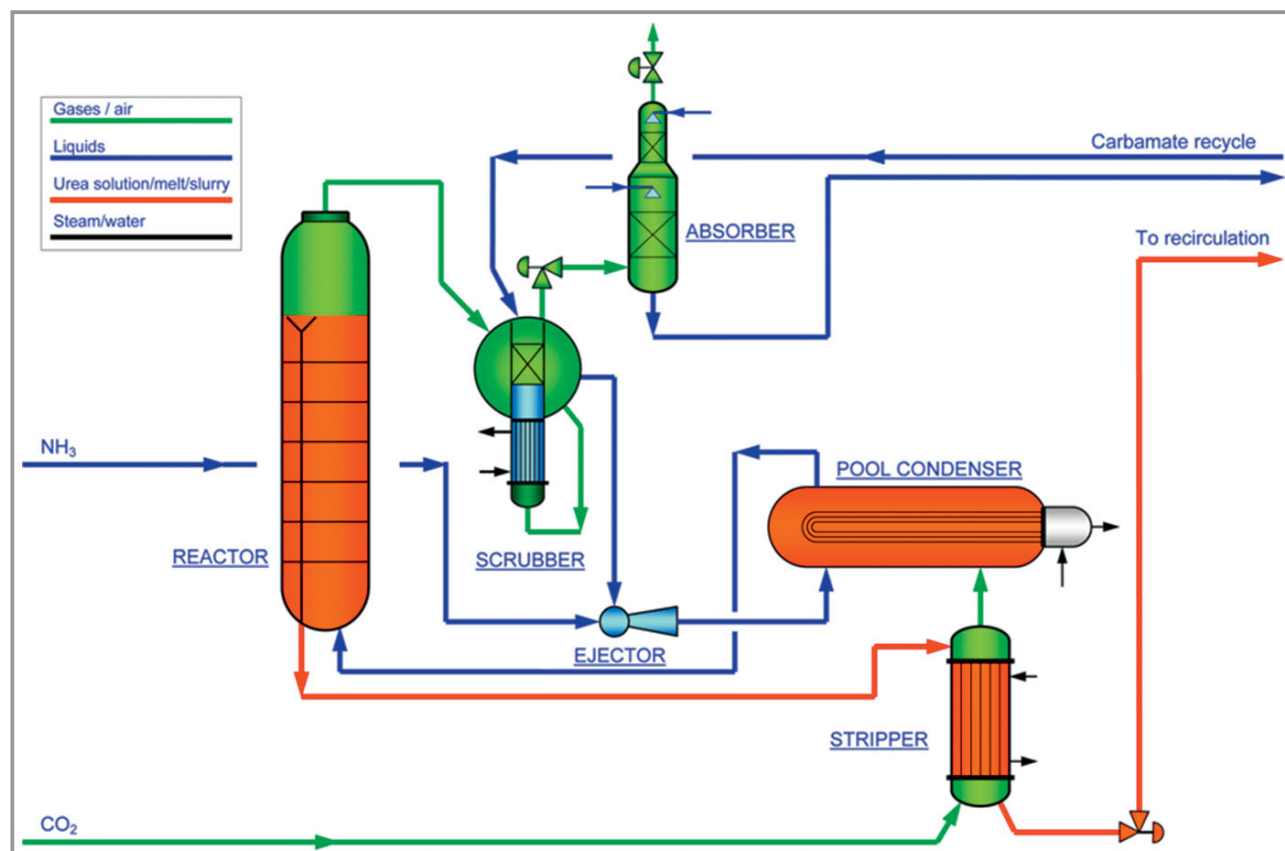 Gases / air
Liquids
Urea solution/melt/slurry
Steam/water
Carbamate recycle
ABSORBER
To recirculation
NH₃
POOL CONDENSER
REACTOR
SCRUBBER
EJECTOR
STRIPPER
CO₂